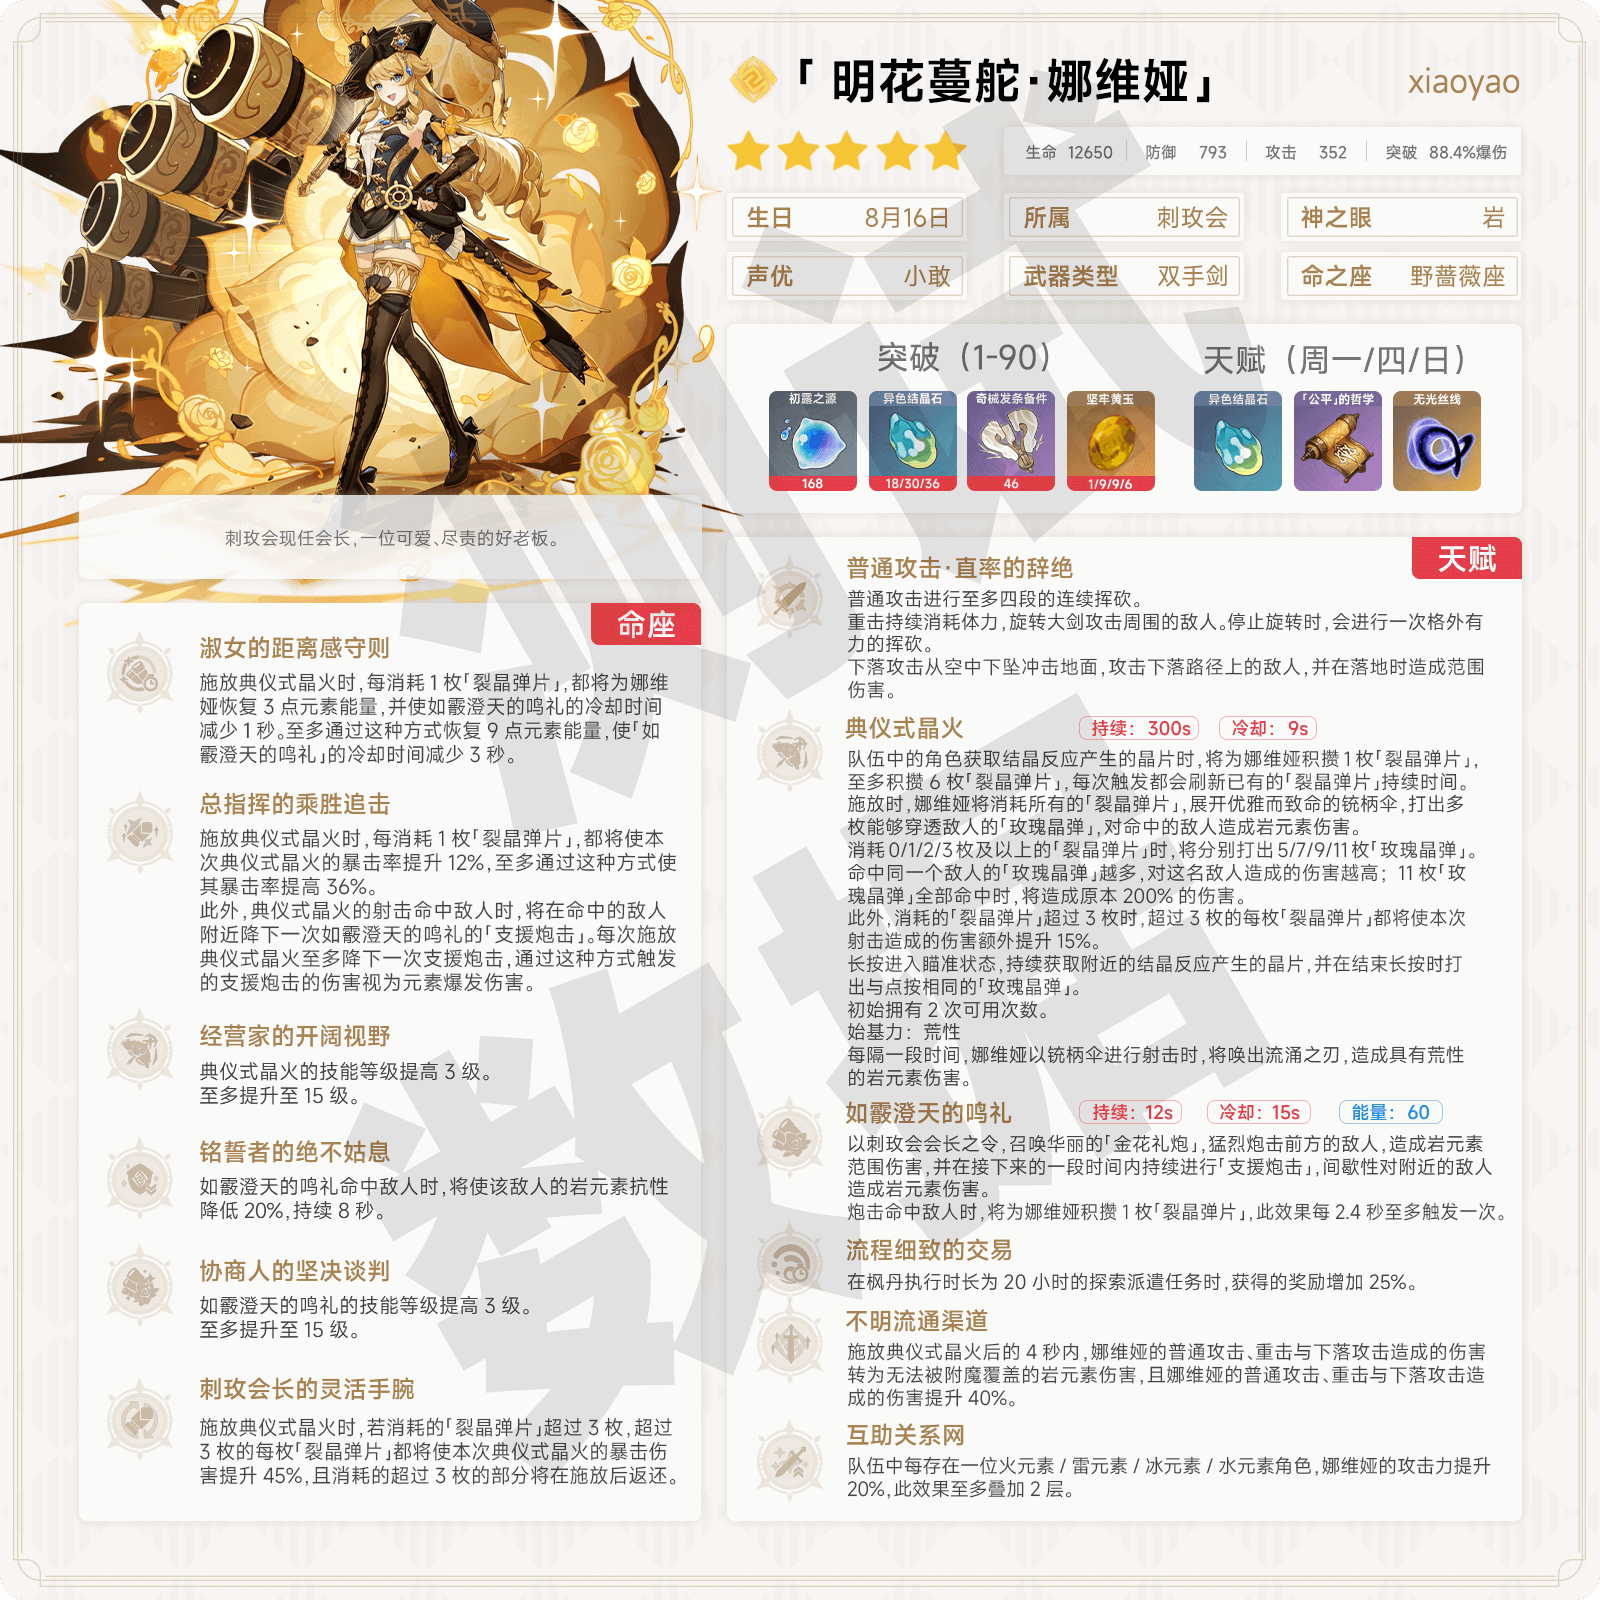 「明花蔓舵·娜维娅」
xiaoyao
生命 12650 防御 793 攻击 352 突破 88.4%爆伤
生日 8月16日 所属 刺玫会 神之眼 岩
声优 小敢 武器类型 双手剑 命之座 野蔷薇座
突破（1-90） 天赋（周一/四/日）
初露之源 异色结晶石 奇械发条备件 坚牢黄玉 异色结晶石 「公平」的哲学 无光丝线
168 18/30/36 46 1/9/9/6
刺玫会现任会长,一位可爱、尽责的好老板。
命座
淑女的距离感守则
施放典仪式晶火时,每消耗 1 枚「裂晶弹片」,都将为娜维
娅恢复 3 点元素能量,并使如霰澄天的鸣礼的冷却时间
减少 1 秒。至多通过这种方式恢复 9 点元素能量,使「如
霰澄天的鸣礼」的冷却时间减少 3 秒。
总指挥的乘胜追击
施放典仪式晶火时,每消耗 1 枚「裂晶弹片」,都将使本
次典仪式晶火的暴击率提升 12%,至多通过这种方式使
其暴击率提高 36%。
此外,典仪式晶火的射击命中敌人时,将在命中的敌人
附近降下一次如霰澄天的鸣礼的「支援炮击」。每次施放
典仪式晶火至多降下一次支援炮击,通过这种方式触发
的支援炮击的伤害视为元素爆发伤害。
经营家的开阔视野
典仪式晶火的技能等级提高 3 级。
至多提升至 15 级。
铭誓者的绝不姑息
如霰澄天的鸣礼命中敌人时,将使该敌人的岩元素抗性
降低 20%,持续 8 秒。
协商人的坚决谈判
如霰澄天的鸣礼的技能等级提高 3 级。
至多提升至 15 级。
刺玫会长的灵活手腕
施放典仪式晶火时,若消耗的「裂晶弹片」超过 3 枚,超过
3 枚的每枚「裂晶弹片」都将使本次典仪式晶火的暴击伤
害提升 45%,且消耗的超过 3 枚的部分将在施放后返还。
天赋
普通攻击·直率的辞绝
普通攻击进行至多四段的连续挥砍。
重击持续消耗体力,旋转大剑攻击周围的敌人。停止旋转时,会进行一次格外有
力的挥砍。
下落攻击从空中下坠冲击地面,攻击下落路径上的敌人,并在落地时造成范围
伤害。
典仪式晶火 持续：300s 冷却：9s
队伍中的角色获取结晶反应产生的晶片时,将为娜维娅积攒 1 枚「裂晶弹片」,
至多积攒 6 枚「裂晶弹片」,每次触发都会刷新已有的「裂晶弹片」持续时间。
施放时,娜维娅将消耗所有的「裂晶弹片」,展开优雅而致命的铳柄伞,打出多
枚能够穿透敌人的「玫瑰晶弹」,对命中的敌人造成岩元素伤害。
消耗 0/1/2/3 枚及以上的「裂晶弹片」时,将分别打出 5/7/9/11 枚「玫瑰晶弹」。
命中同一个敌人的「玫瑰晶弹」越多,对这名敌人造成的伤害越高；11 枚「玫
瑰晶弹」全部命中时,将造成原本 200% 的伤害。
此外,消耗的「裂晶弹片」超过 3 枚时,超过 3 枚的每枚「裂晶弹片」都将使本次
射击造成的伤害额外提升 15%。
长按进入瞄准状态,持续获取附近的结晶反应产生的晶片,并在结束长按时打
出与点按相同的「玫瑰晶弹」。
初始拥有 2 次可用次数。
始基力：荒性
每隔一段时间,娜维娅以铳柄伞进行射击时,将唤出流涌之刃,造成具有荒性
的岩元素伤害。
如霰澄天的鸣礼 持续：12s 冷却：15s 能量：60
以刺玫会会长之令,召唤华丽的「金花礼炮」,猛烈炮击前方的敌人,造成岩元素
范围伤害,并在接下来的一段时间内持续进行「支援炮击」,间歇性对附近的敌人
造成岩元素伤害。
炮击命中敌人时,将为娜维娅积攒 1 枚「裂晶弹片」,此效果每 2.4 秒至多触发一次。
流程细致的交易
在枫丹执行时长为 20 小时的探索派遣任务时,获得的奖励增加 25%。
不明流通渠道
施放典仪式晶火后的 4 秒内,娜维娅的普通攻击、重击与下落攻击造成的伤害
转为无法被附魔覆盖的岩元素伤害,且娜维娅的普通攻击、重击与下落攻击造
成的伤害提升 40%。
互助关系网
队伍中每存在一位火元素 / 雷元素 / 冰元素 / 水元素角色,娜维娅的攻击力提升
20%,此效果至多叠加 2 层。
测试
数据